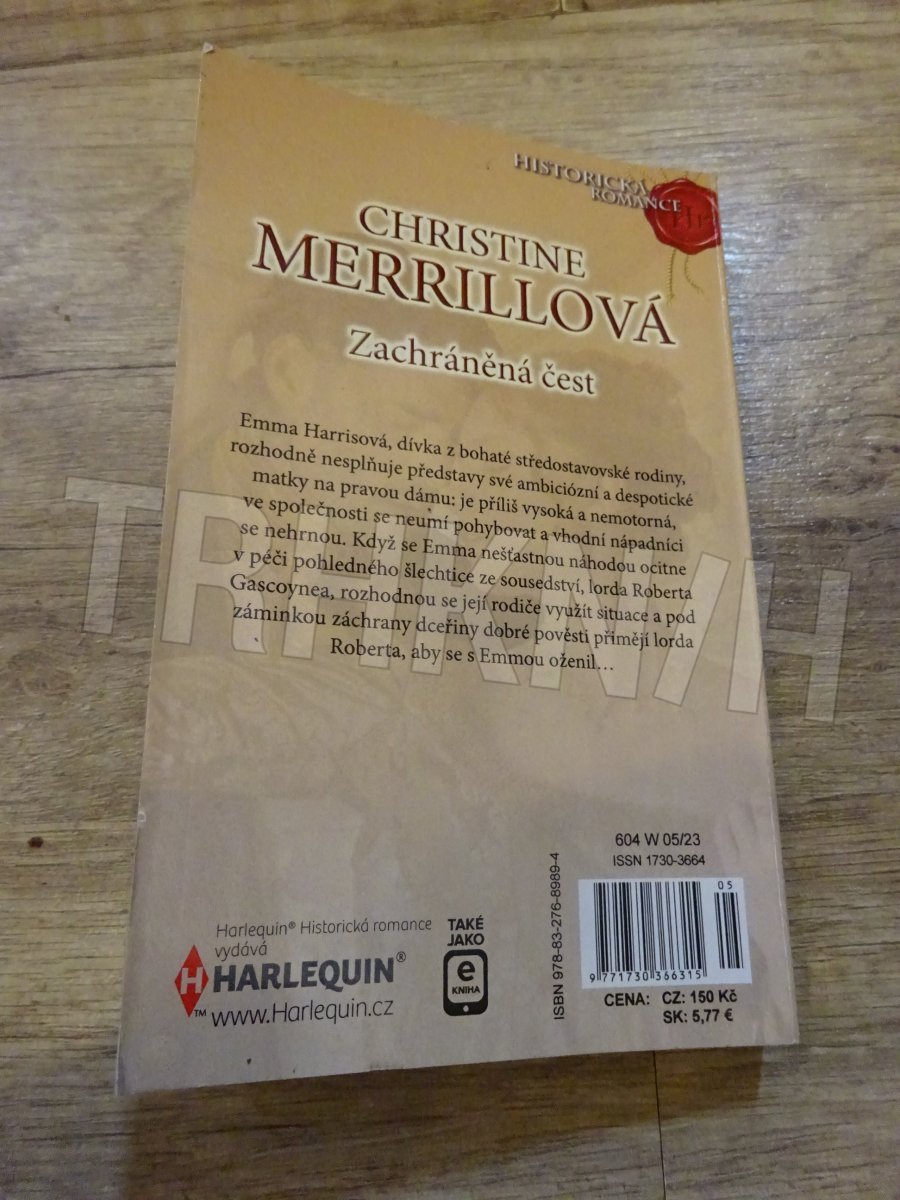 HISTORICKÁ
ROMANCE
CHRISTINE
MERRILLOVÁ
Zachráněná čest
Emma Harrisová, dívka z bohaté středostavovské rodiny,
rozhodně nesplňuje představy své ambiciózní a despotické
matky na pravou dámu: je příliš vysoká a nemotorná,
ve společnosti se neumí pohybovat a vhodní nápadníci
se nehrnou. Když se Emma nešťastnou náhodou ocitne
v péči pohledného šlechtice ze sousedství, lorda Roberta
Gascoynea, rozhodnou se její rodiče využít situace a pod
záminkou záchrany dceřiny dobré pověsti přimějí lorda
Roberta, aby se s Emmou oženil…
TRHKNIH
604 W 05/23
ISSN 1730-3664
05
9 771730 366315
ISBN 978-83-276-8989-4
CENA: CZ: 150 Kč
SK: 5,77 €
Harlequin® Historická romance
vydává
H HARLEQUIN®
™ www.Harlequin.cz
TAKÉ
JAKO
e
KNIHA